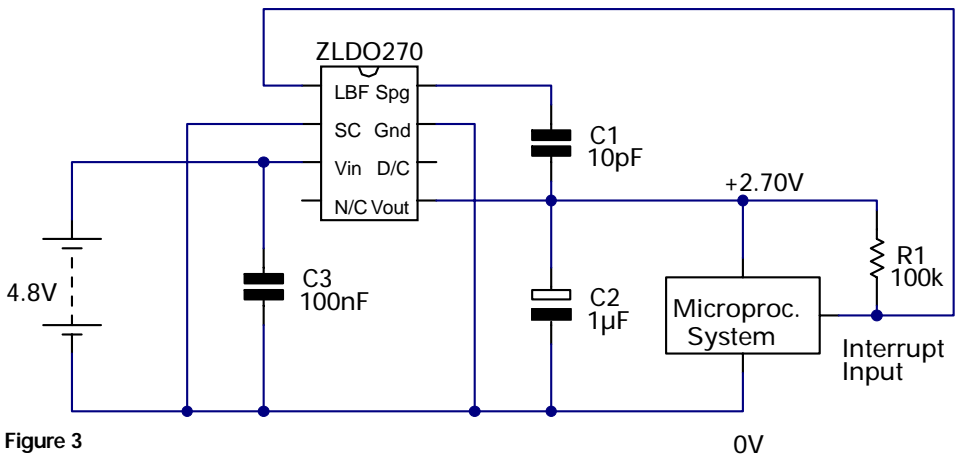 ZLDO270
LBF Spg
SC Gnd
Vin D/C
N/C Vout
C1
10pF
+2.70V
R1
100k
4.8V
C3
100nF
C2
1µF
Microproc.
System
Interrupt
Input
Figure 3
0V